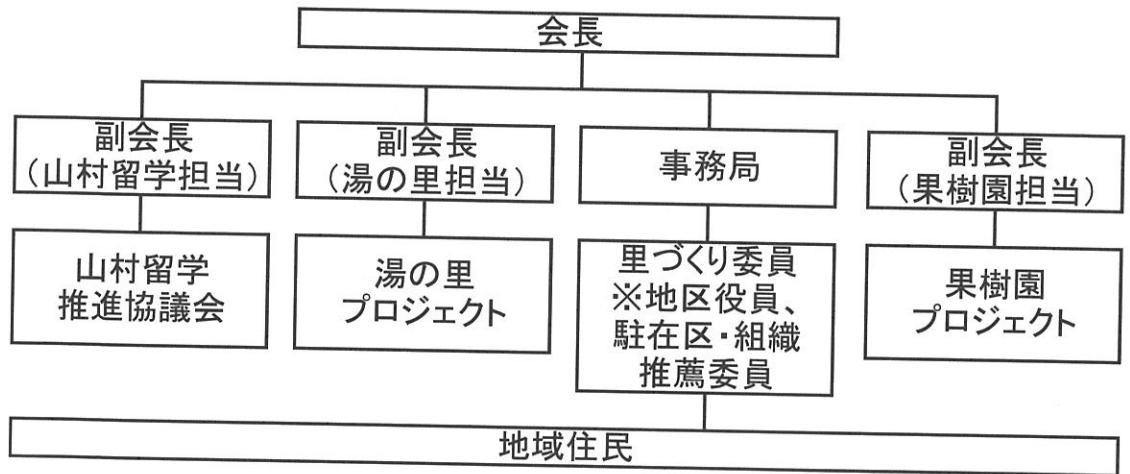 会長
副会長
(山村留学担当)
副会長
(湯の里担当)
事務局
副会長
(果樹園担当)
山村留学
推進協議会
湯の里
プロジェクト
里づくり委員
※地区役員、
駐在区・組織
推薦委員
果樹園
プロジェクト
地域住民